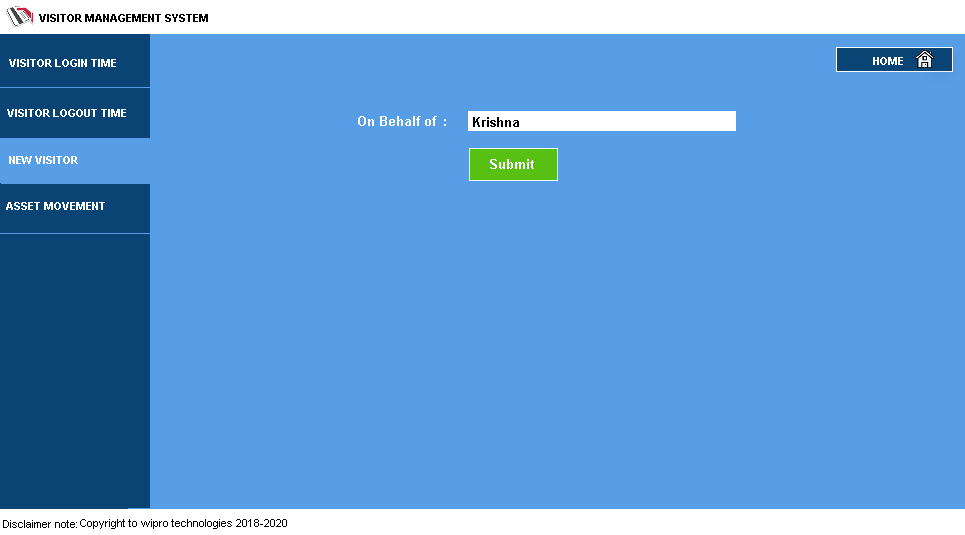 VISITOR MANAGEMENT SYSTEM
VISITOR LOGIN TIME
HOME
VISITOR LOGOUT TIME
On Behalf of :
Krishna
NEW VISITOR
Submit
ASSET MOVEMENT
Disclaimer note: Copyright to wipro technologies 2018-2020